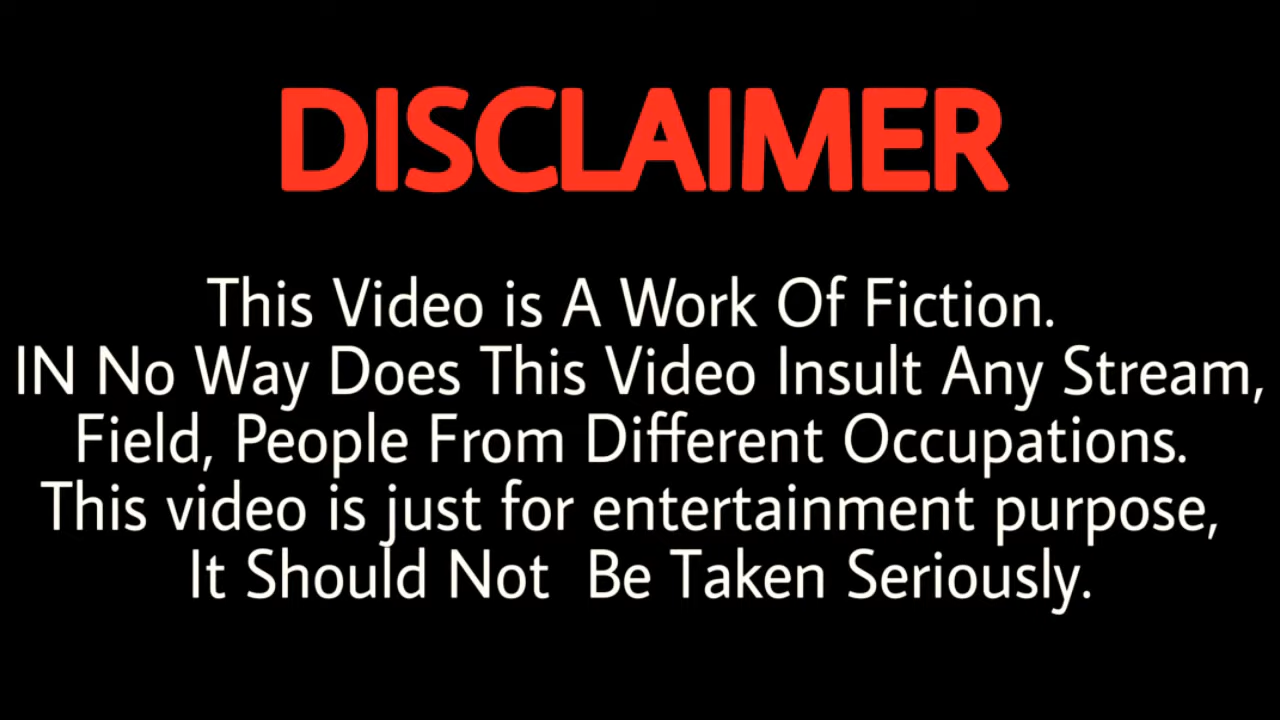 DISCLAIMER
This Video is A Work Of Fiction.
IN No Way Does This Video Insult Any Stream,
Field, People From Different Occupations.
This video is just for entertainment purpose,
It Should Not  Be Taken Seriously.